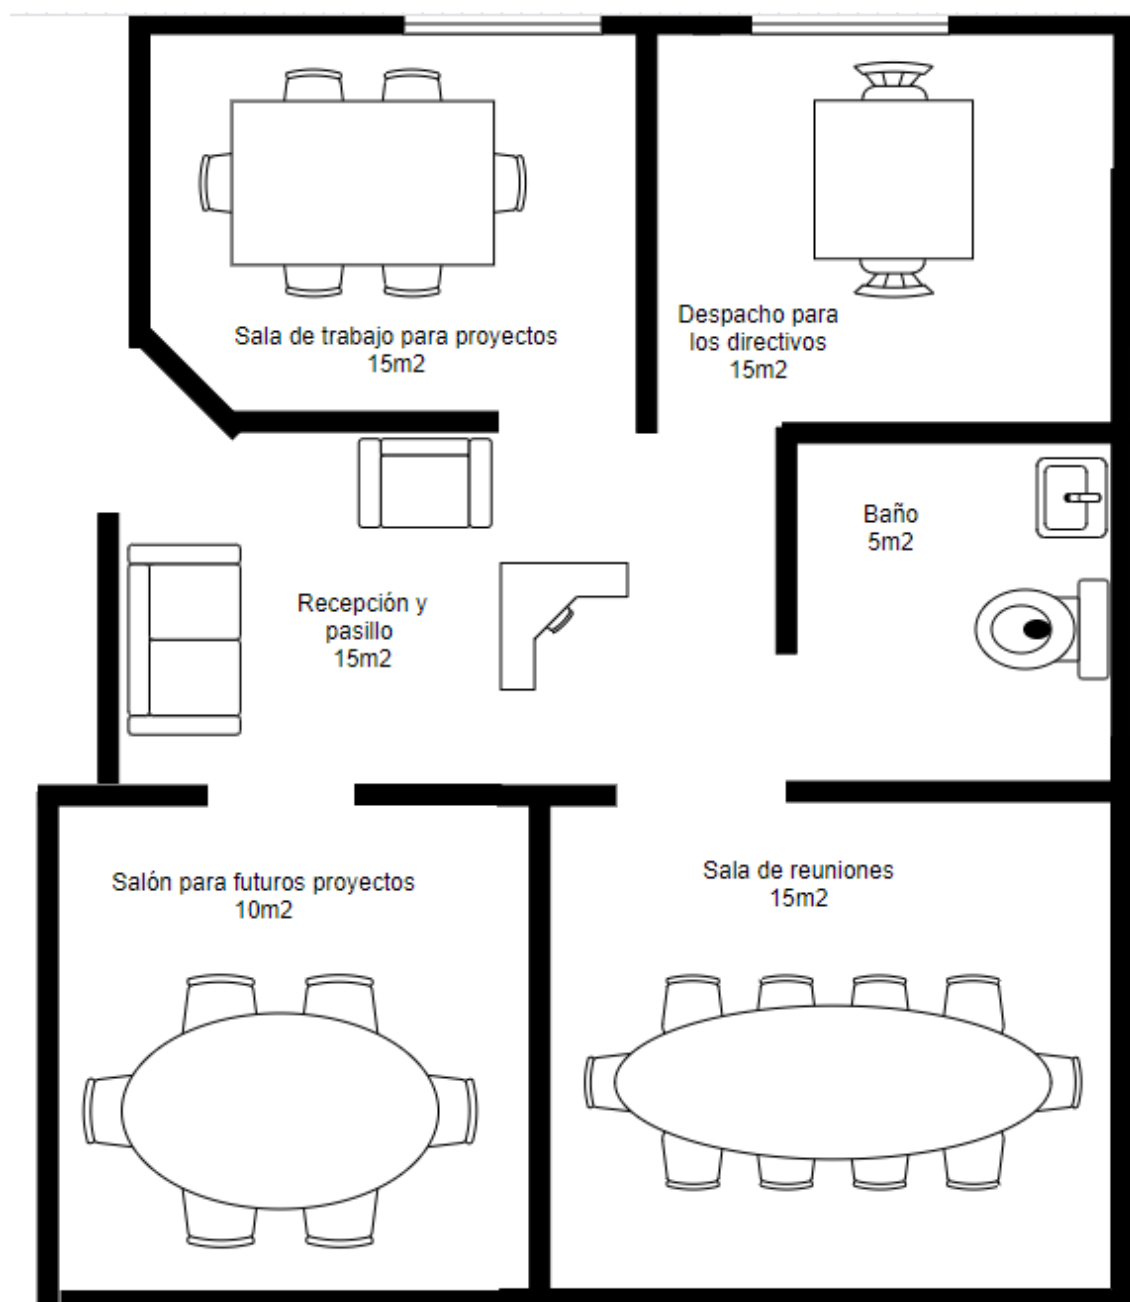 Sala de trabajo para proyectos
15m2
Despacho para
los directivos
15m2
Baño
5m2
Recepción y
pasillo
15m2
Salón para futuros proyectos
10m2
Sala de reuniones
15m2